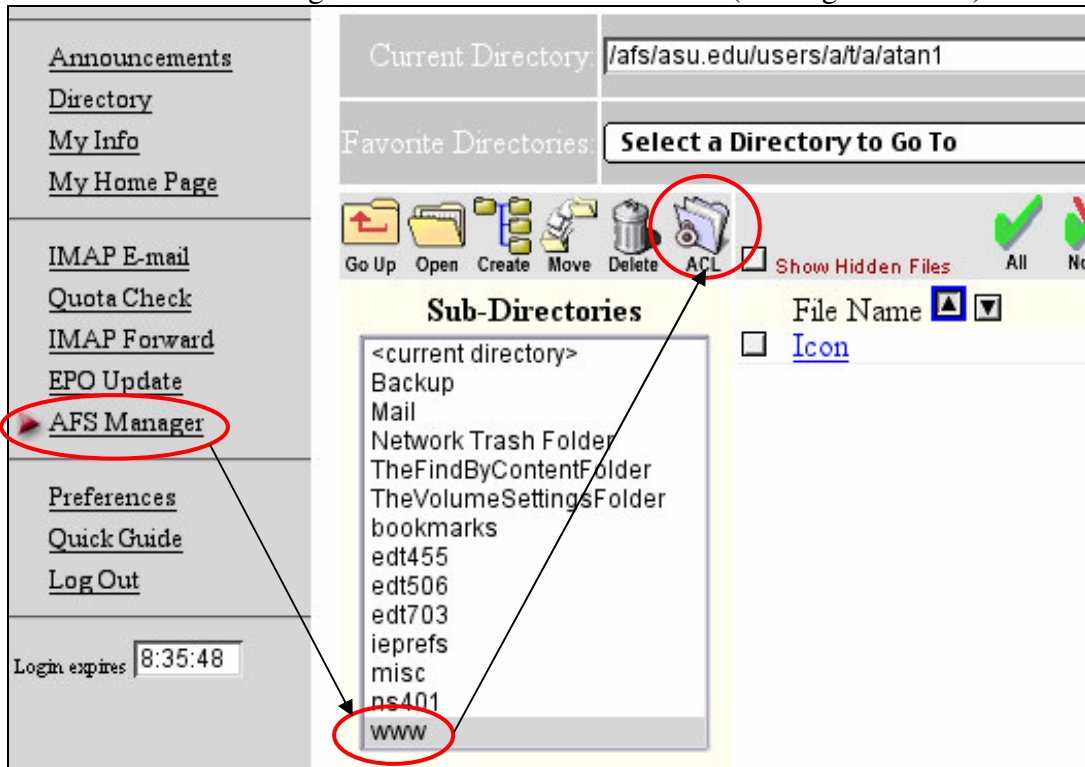 Announcements
Directory
My Info
My Home Page
IMAP E-mail
Quota Check
IMAP Forward
EPO Update
AFS Manager
Preferences
Quick Guide
Log Out
Login expires 8:35:48
Current Directory: /afs/asu.edu/users/a/t/a/atan1
Favorite Directories: Select a Directory to Go To
Go Up Open Create Move Delete ACL Show Hidden Files All
Sub-Directories
<current directory>
Backup
Mail
Network Trash Folder
TheFindByContentFolder
TheVolumeSettingsFolder
bookmarks
edt455
edt506
edt703
ieprefs
misc
ns401
www
File Name
Icon